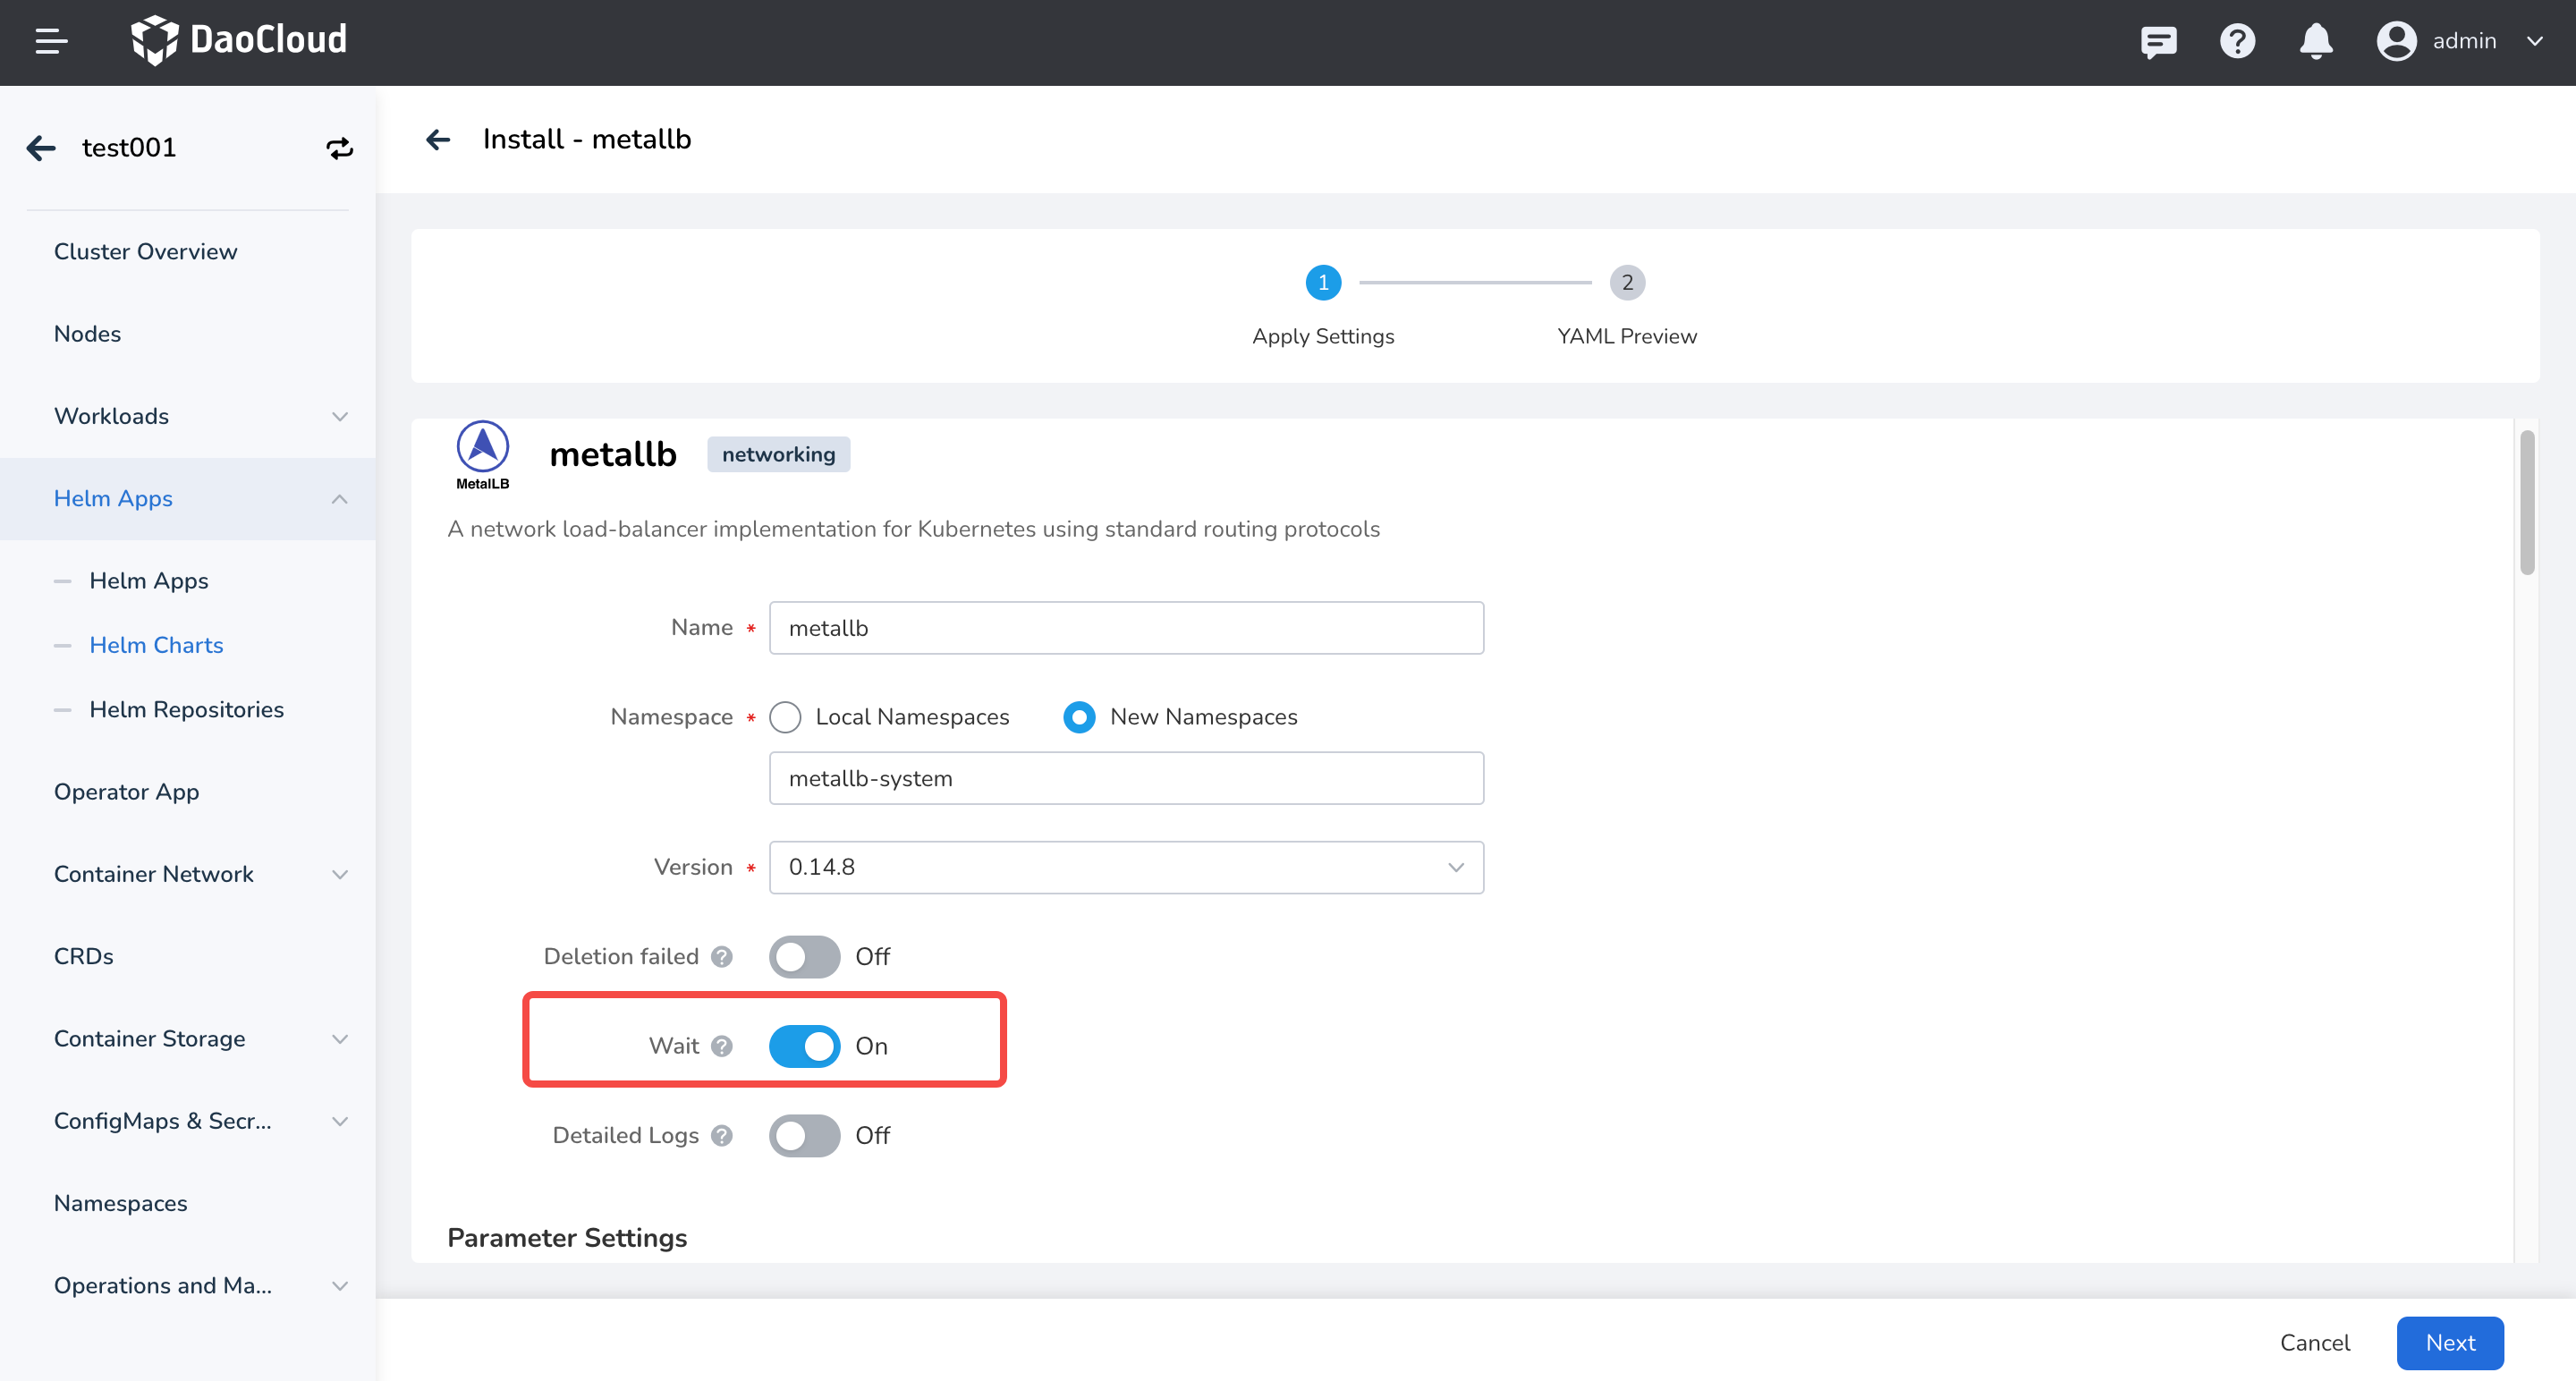 DaoCloud
admin
test001
Cluster Overview
Nodes
Workloads
Helm Apps
Helm Apps
Helm Charts
Helm Repositories
Operator App
Container Network
CRDs
Container Storage
ConfigMaps & Secr...
Namespaces
Operations and Ma...
Install - metallb
1
2
Apply Settings
YAML Preview
MetalLB
metallb
networking
A network load-balancer implementation for Kubernetes using standard routing protocols
Name * metallb
Namespace * Local Namespaces New Namespaces
metallb-system
Version * 0.14.8
Deletion failed ? Off
Wait ? On
Detailed Logs ? Off
Parameter Settings
Cancel
Next